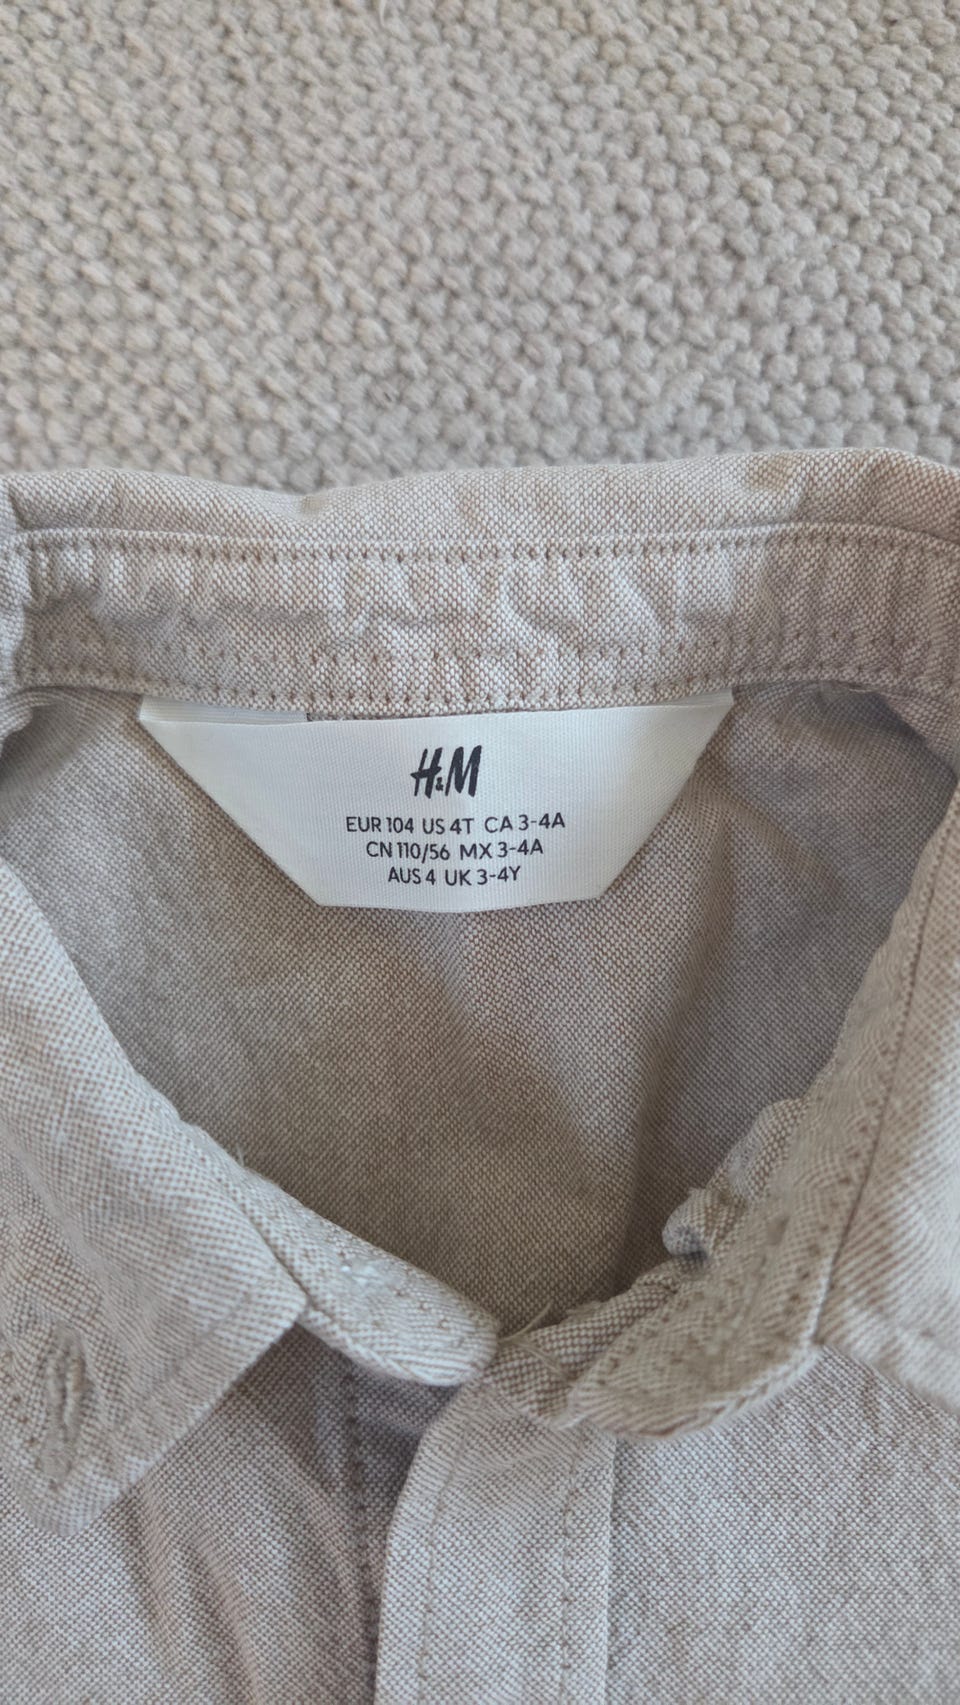 H&M
EUR 104 US 4T CA 3-4A
CN 110/56 MX 3-4A
AUS 4 UK 3-4Y